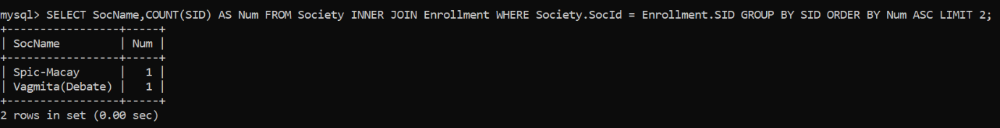 mysql> SELECT SocName,COUNT(SID) AS Num FROM Society INNER JOIN Enrollment WHERE Society.SocId = Enrollment.SID GROUP BY SID ORDER BY Num ASC LIMIT 2;
+-----------------+-----+
| SocName         | Num |
+-----------------+-----+
| Spic-Macay      |   1 |
| Vagmita(Debate) |   1 |
+-----------------+-----+
2 rows in set (0.00 sec)